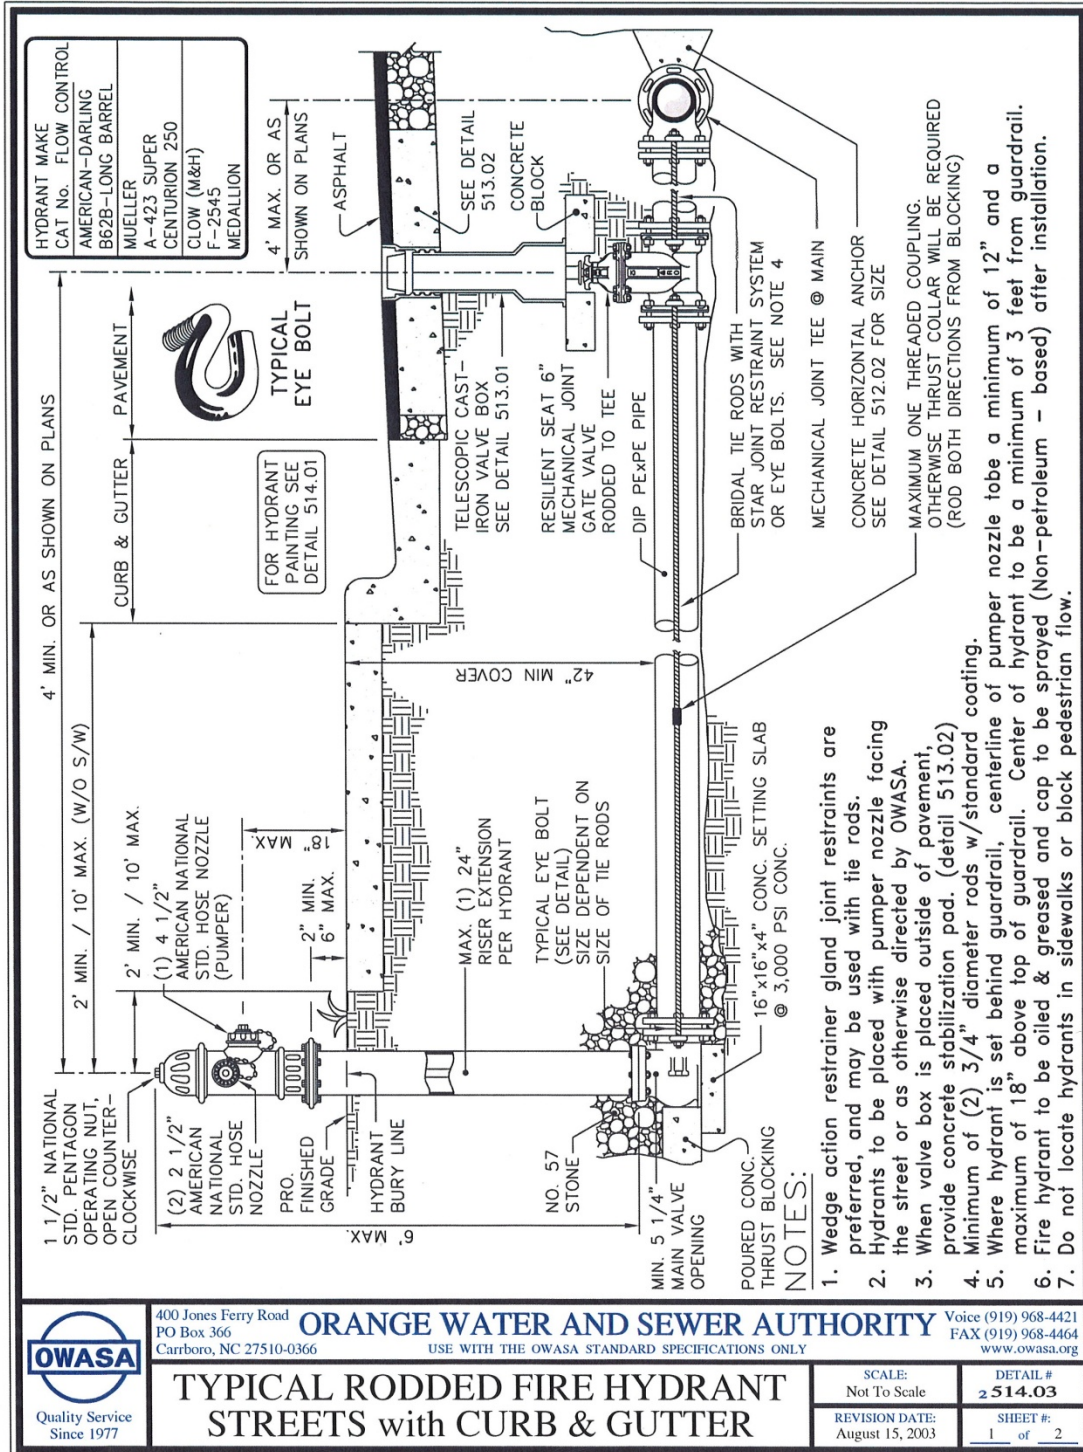 HYDRANT MAKE
CAT No. FLOW CONTROL
AMERICAN-DARLING
B62B-LONG BARREL
MUELLER
A-423 SUPER
CENTURION 250
CLOW (M&H)
F-2545
MEDALLION
4' MIN. OR AS SHOWN ON PLANS
4' MAX. OR AS
SHOWN ON PLANS
2' MIN. / 10' MAX. (W/O S/W)
CURB & GUTTER
PAVEMENT
TYPICAL
EYE BOLT
FOR HYDRANT
PAINTING SEE
DETAIL 514.01
2' MIN. / 10' MAX.
1 1/2" NATIONAL
STD. PENTAGON
OPERATING NUT,
OPEN COUNTER-
CLOCKWISE
(1) 4 1/2"
AMERICAN NATIONAL
STD. HOSE NOZZLE
(PUMPER)
18"
MAX.
(2) 2 1/2"
AMERICAN
NATIONAL
STD. HOSE
NOZZLE
2" MIN.
6" MAX.
PRO.
FINISHED
GRADE
HYDRANT
BURY LINE
6' MAX.
ASPHALT
SEE DETAIL
513.02
CONCRETE
BLOCK
TELESCOPIC CAST-
IRON VALVE BOX
SEE DETAIL 513.01
RESILIENT SEAT 6"
MECHANICAL JOINT
GATE VALVE
RODDED TO TEE
DIP PExPE PIPE
42" MIN COVER
MAX. (1) 24"
RISER EXTENSION
PER HYDRANT
TYPICAL EYE BOLT
(SEE DETAIL)
SIZE DEPENDENT ON
SIZE OF TIE RODS
NO. 57
STONE
MIN. 5 1/4"
MAIN VALVE
OPENING
16"x16"x4" CONC. SETTING SLAB
@ 3,000 PSI CONC.
POURED CONC.
THRUST BLOCKING
BRIDAL TIE RODS WITH
STAR JOINT RESTRAINT SYSTEM
OR EYE BOLTS. SEE NOTE 4
MECHANICAL JOINT TEE @ MAIN
CONCRETE HORIZONTAL ANCHOR
SEE DETAIL 512.02 FOR SIZE
MAXIMUM ONE THREADED COUPLING.
OTHERWISE THRUST COLLAR WILL BE REQUIRED
(ROD BOTH DIRECTIONS FROM BLOCKING)
NOTES:
1. Wedge action restrainer gland joint restraints are
preferred, and may be used with tie rods.
2. Hydrants to be placed with pumper nozzle facing
the street or as otherwise directed by OWASA.
3. When valve box is placed outside of pavement,
provide concrete stabilization pad. (detail 513.02)
4. Minimum of (2) 3/4" diameter rods w/standard coating.
5. Where hydrant is set behind guardrail, centerline of pumper nozzle tobe a minimum of 12" and a
maximum of 18" above top of guardrail. Center of hydrant to be a minimum of 3 feet from guardrail.
6. Fire hydrant to be oiled & greased and cap to be sprayed (Non-petroleum - based) after installation.
7. Do not locate hydrants in sidewalks or block pedestrian flow.
OWASA
Quality Service
Since 1977
400 Jones Ferry Road
PO Box 366
Carrboro, NC 27510-0366
ORANGE WATER AND SEWER AUTHORITY
USE WITH THE OWASA STANDARD SPECIFICATIONS ONLY
Voice (919) 968-4421
FAX (919) 968-4464
www.owasa.org
TYPICAL RODDED FIRE HYDRANT
STREETS with CURB & GUTTER
SCALE:
Not To Scale
DETAIL #
2 514.03
REVISION DATE:
August 15, 2003
SHEET #:
1 of 2